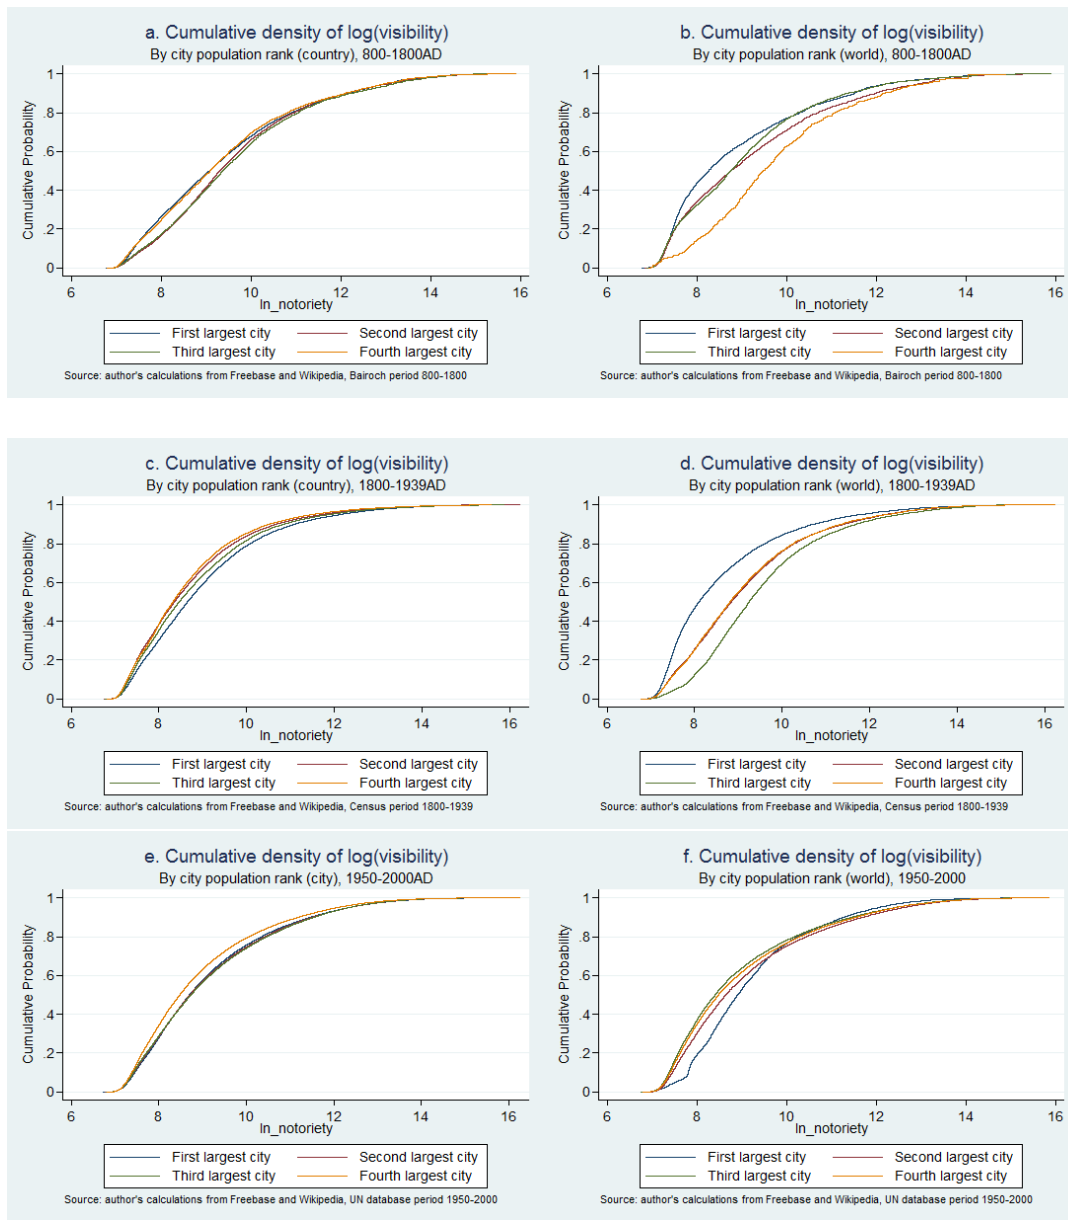 a. Cumulative density of log(visibility)
By city population rank (country), 800-1800AD
Cumulative Probability
1
.8
.6
.4
.2
0
6 8 10 12 14 16
ln_notoriety
First largest city Second largest city
Third largest city Fourth largest city
Source: author's calculations from Freebase and Wikipedia, Bairoch period 800-1800
b. Cumulative density of log(visibility)
By city population rank (world), 800-1800AD
Cumulative Probability
1
.8
.6
.4
.2
0
6 8 10 12 14 16
ln_notoriety
First largest city Second largest city
Third largest city Fourth largest city
Source: author's calculations from Freebase and Wikipedia, Bairoch period 800-1800
c. Cumulative density of log(visibility)
By city population rank (country), 1800-1939AD
Cumulative Probability
1
.8
.6
.4
.2
0
6 8 10 12 14 16
ln_notoriety
First largest city Second largest city
Third largest city Fourth largest city
Source: author's calculations from Freebase and Wikipedia, Census period 1800-1939
d. Cumulative density of log(visibility)
By city population rank (world), 1800-1939AD
Cumulative Probability
1
.8
.6
.4
.2
0
6 8 10 12 14 16
ln_notoriety
First largest city Second largest city
Third largest city Fourth largest city
Source: author's calculations from Freebase and Wikipedia, Census period 1800-1939
e. Cumulative density of log(visibility)
By city population rank (city), 1950-2000AD
Cumulative Probability
1
.8
.6
.4
.2
0
6 8 10 12 14 16
ln_notoriety
First largest city Second largest city
Third largest city Fourth largest city
Source: author's calculations from Freebase and Wikipedia, UN database period 1950-2000
f. Cumulative density of log(visibility)
By city population rank (world), 1950-2000
Cumulative Probability
1
.8
.6
.4
.2
0
6 8 10 12 14 16
ln_notoriety
First largest city Second largest city
Third largest city Fourth largest city
Source: author's calculations from Freebase and Wikipedia, UN database period 1950-2000